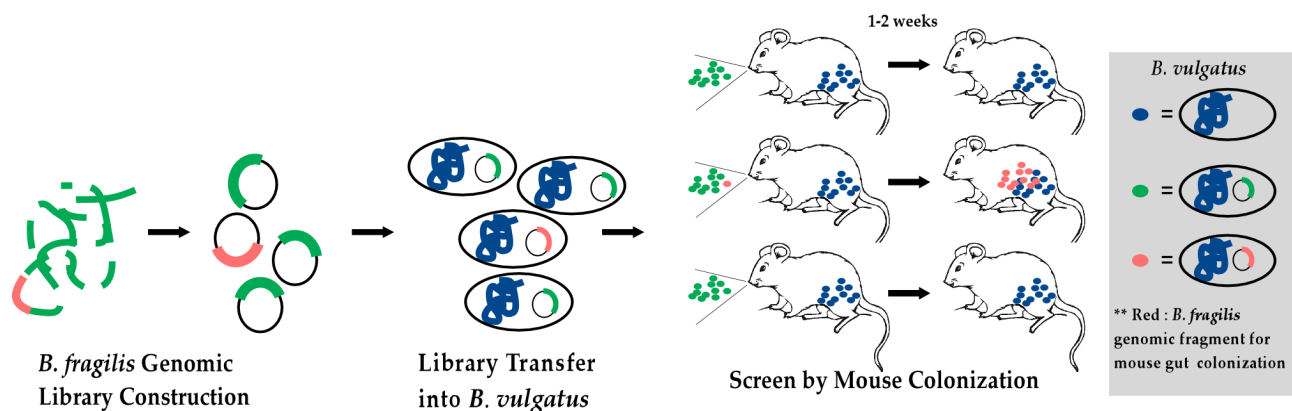 1-2 weeks
B. fragilis Genomic
Library Construction
Library Transfer
into B. vulgatus
Screen by Mouse Colonization
B. vulgatus
=
=
=
** Red : B. fragilis
genomic fragment for
mouse gut colonization